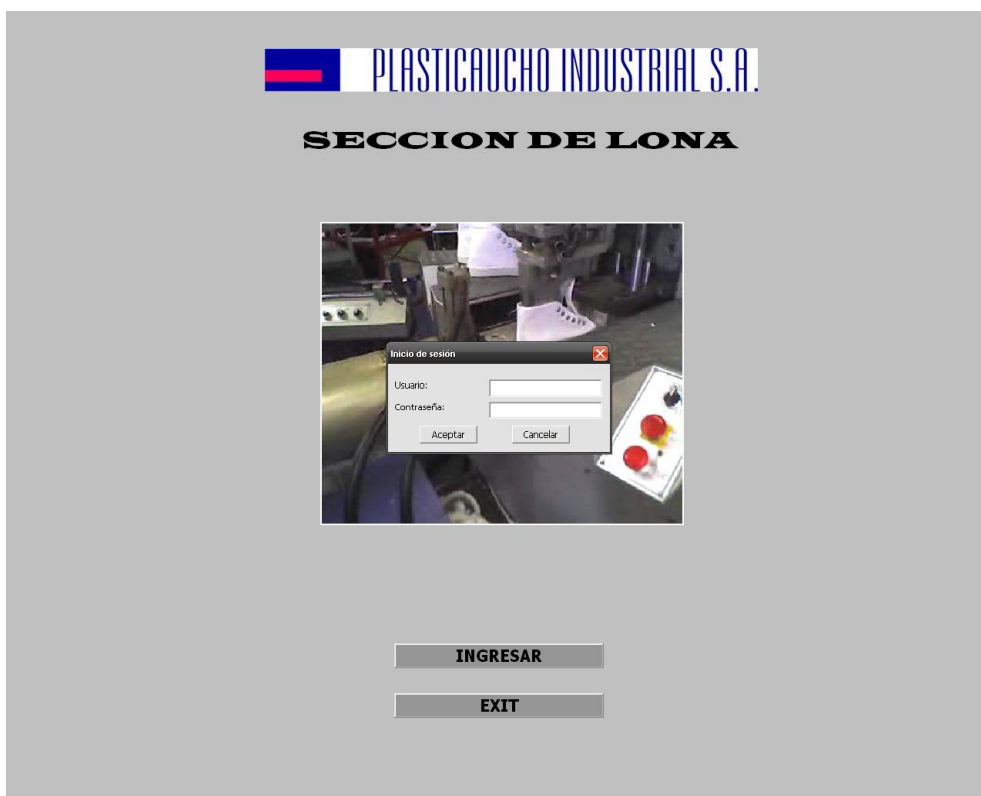 PLASTICAUCHO INDUSTRIAL S.A.
SECCION DE LONA
Inicio de sesión
Usuario:
Contraseña:
Aceptar Cancelar
INGRESAR
EXIT